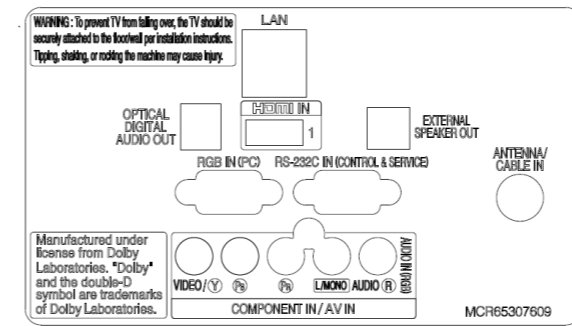 WARNING : To prevent TV from falling over, the TV should be
securely attached to the floor/wall per installation instructions.
Tipping, shaking, or rocking the machine may cause injury.
LAN
OPTICAL
DIGITAL
AUDIO OUT
HDMI IN
1
EXTERNAL
SPEAKER OUT
RGB IN (PC)
RS-232C IN (CONTROL & SERVICE)
ANTENNA/
CABLE IN
Manufactured under
license from Dolby
Laboratories. "Dolby"
and the double-D
symbol are trademarks
of Dolby Laboratories.
VIDEO/Y PB PR L/MONO AUDIO R
AUDIO IN (RGB)
COMPONENT IN / AV IN
MCR65307609